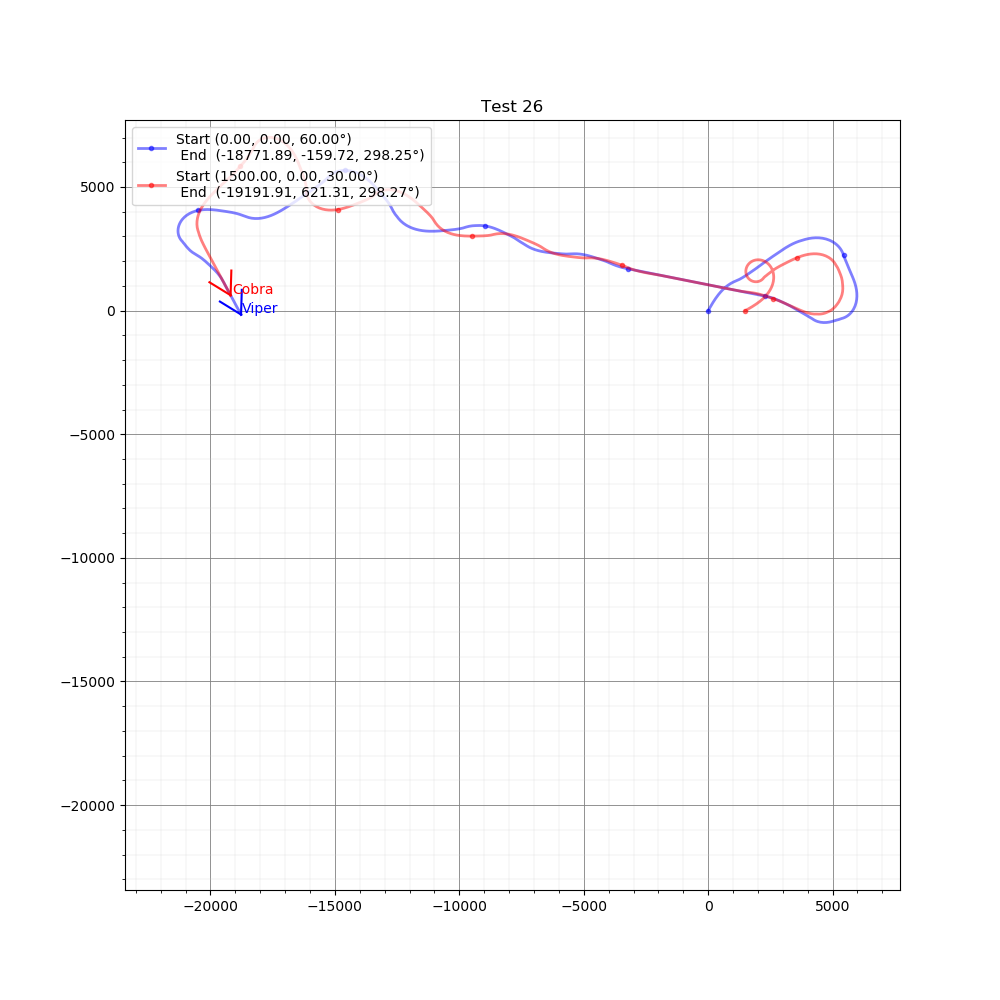 Test 26
Start (0.00, 0.00, 60.00°)
End (-18771.89, -159.72, 298.25°)
Start (1500.00, 0.00, 30.00°)
End (-19191.91, 621.31, 298.27°)
5000
0
−5000
−10000
−15000
−20000
Cobra
Viper
−20000 −15000 −10000 −5000 0 5000